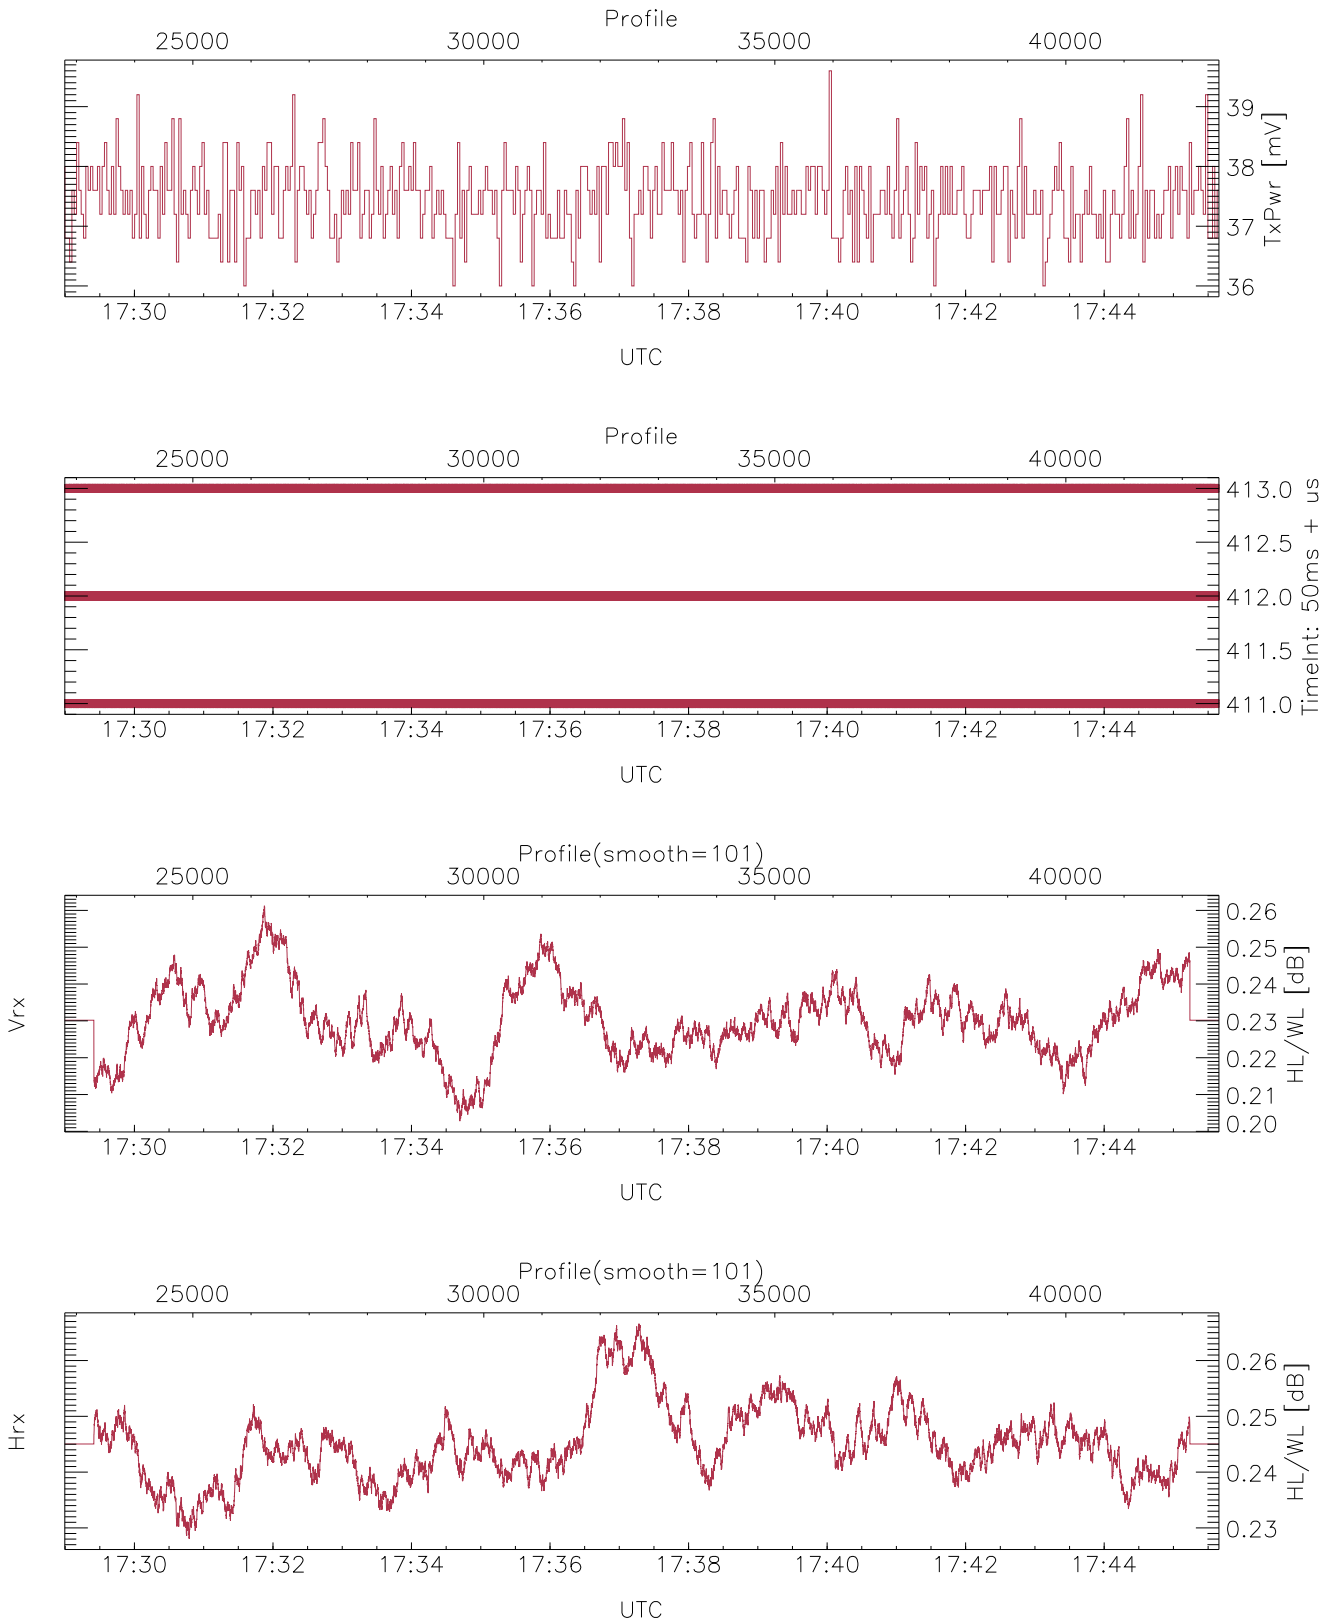 Profile
25000 30000 35000 40000
39
38
37
36
TxPwr [mV]
17:30 17:32 17:34 17:36 17:38 17:40 17:42 17:44
UTC
Profile
25000 30000 35000 40000
413.0
412.5
412.0
411.5
411.0
TimeInt: 50ms + us
17:30 17:32 17:34 17:36 17:38 17:40 17:42 17:44
UTC
Profile(smooth=101)
25000 30000 35000 40000
Vrx
0.26
0.25
0.24
0.23
0.22
0.21
0.20
HL/WL [dB]
17:30 17:32 17:34 17:36 17:38 17:40 17:42 17:44
UTC
Profile(smooth=101)
25000 30000 35000 40000
Hrx
0.26
0.25
0.24
0.23
HL/WL [dB]
17:30 17:32 17:34 17:36 17:38 17:40 17:42 17:44
UTC